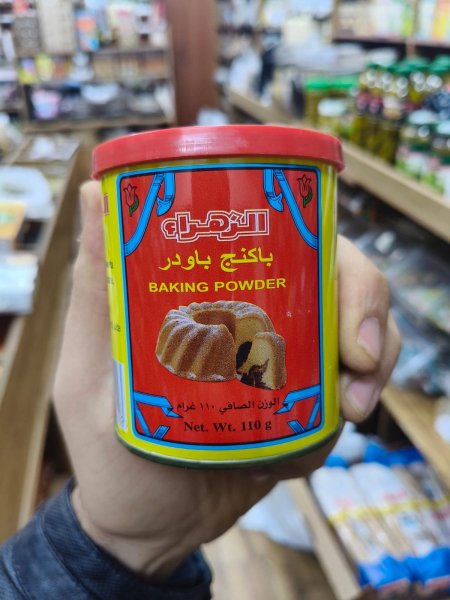 الزهراء
باكنج باودر
BAKING POWDER
الوزن الصافي ١١٠ غرام
Net. Wt. 110 g